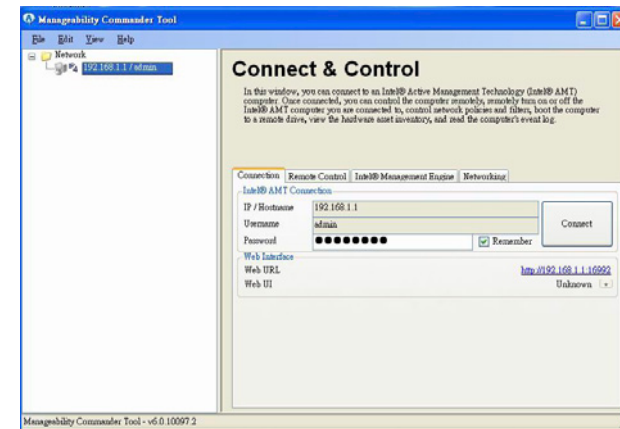 Manageability Commander Tool
File Edit View Help
Network
192.168.1.1 / admin
Connect & Control
In this window, you can connect to an Intel® Active Management Technology (Intel® AMT)
computer. Once connected, you can control the computer remotely, remotely turn on or off the
Intel® AMT computer you are connected to, control network policies and filters, boot the computer
to a remote drive, view the hardware asset inventory, and read the computer's event log.
Connection Remote Control Intel® Management Engine Networking
Intel® AMT Connection
IP / Hostname 192.168.1.1
Username admin
Connect
Password ●●●●●●●● Remember
Web Interface
Web URL http://192.168.1.1:16992
Web UI Unknown
Manageability Commander Tool - v6.0.10097.2